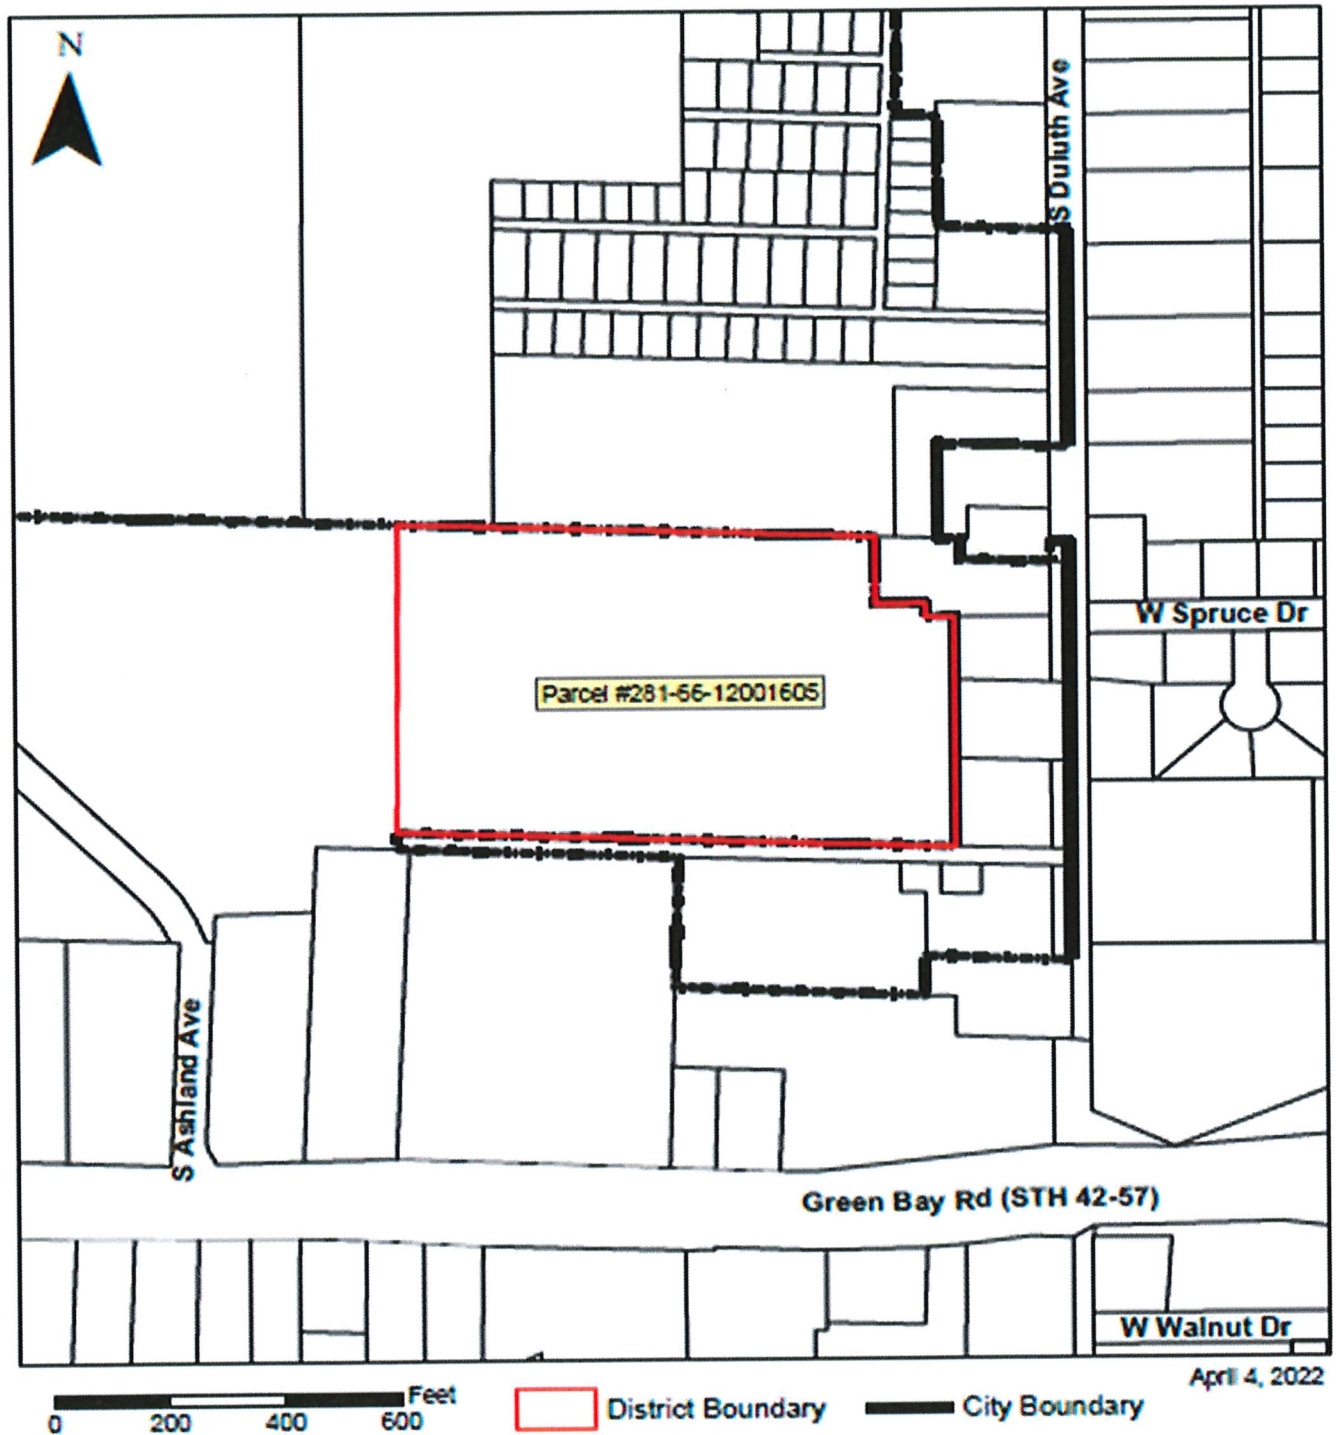 N
S Duluth Ave
W Spruce Dr
Parcel #281-66-12001605
S Ashland Ave
Green Bay Rd (STH 42-57)
W Walnut Dr
April 4, 2022
Feet
0 200 400 600
District Boundary
City Boundary